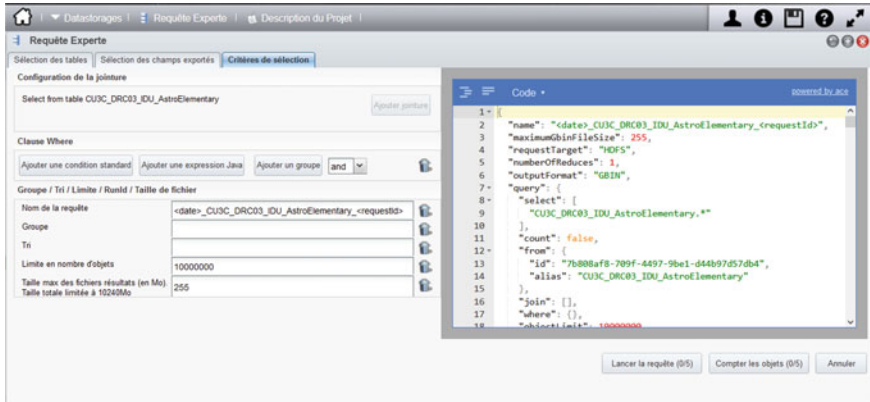 Datastorages | Requête Experte | Description du Projet |
Requête Experte
Sélection des tables Sélection des champs exportés Critères de sélection
Configuration de la jointure
Select from table CU3C_DRC03_IDU_AstroElementary
Ajouter jointure
Clause Where
Ajouter une condition standard Ajouter une expression Java Ajouter un groupe and
Groupe / Tri / Limite / RunId / Taille de fichier
Nom de la requête <date>_CU3C_DRC03_IDU_AstroElementary_<requestId>
Groupe
Tri
Limite en nombre d'objets 10000000
Taille max des fichiers résultats (en Mo). 255
Taille totale limitée à 10240Mo
Code powered by ace
1 {
2 "name": "<date>_CU3C_DRC03_IDU_AstroElementary_<requestId>",
3 "maximumGbinFileSize": 255,
4 "requestTarget": "HDFS",
5 "numberOfReduces": 1,
6 "outputFormat": "GBIN",
7 "query": {
8 "select": [
9 "CU3C_DRC03_IDU_AstroElementary.*"
10 ],
11 "count": false,
12 "from": {
13 "id": "7b808af8-709f-4497-9be1-d44b97d57db4",
14 "alias": "CU3C_DRC03_IDU_AstroElementary"
15 },
16 "join": [],
17 "where": {},
18 "objectLimit": 10000000
Lancer la requête (0/5) Compter les objets (0/5) Annuler